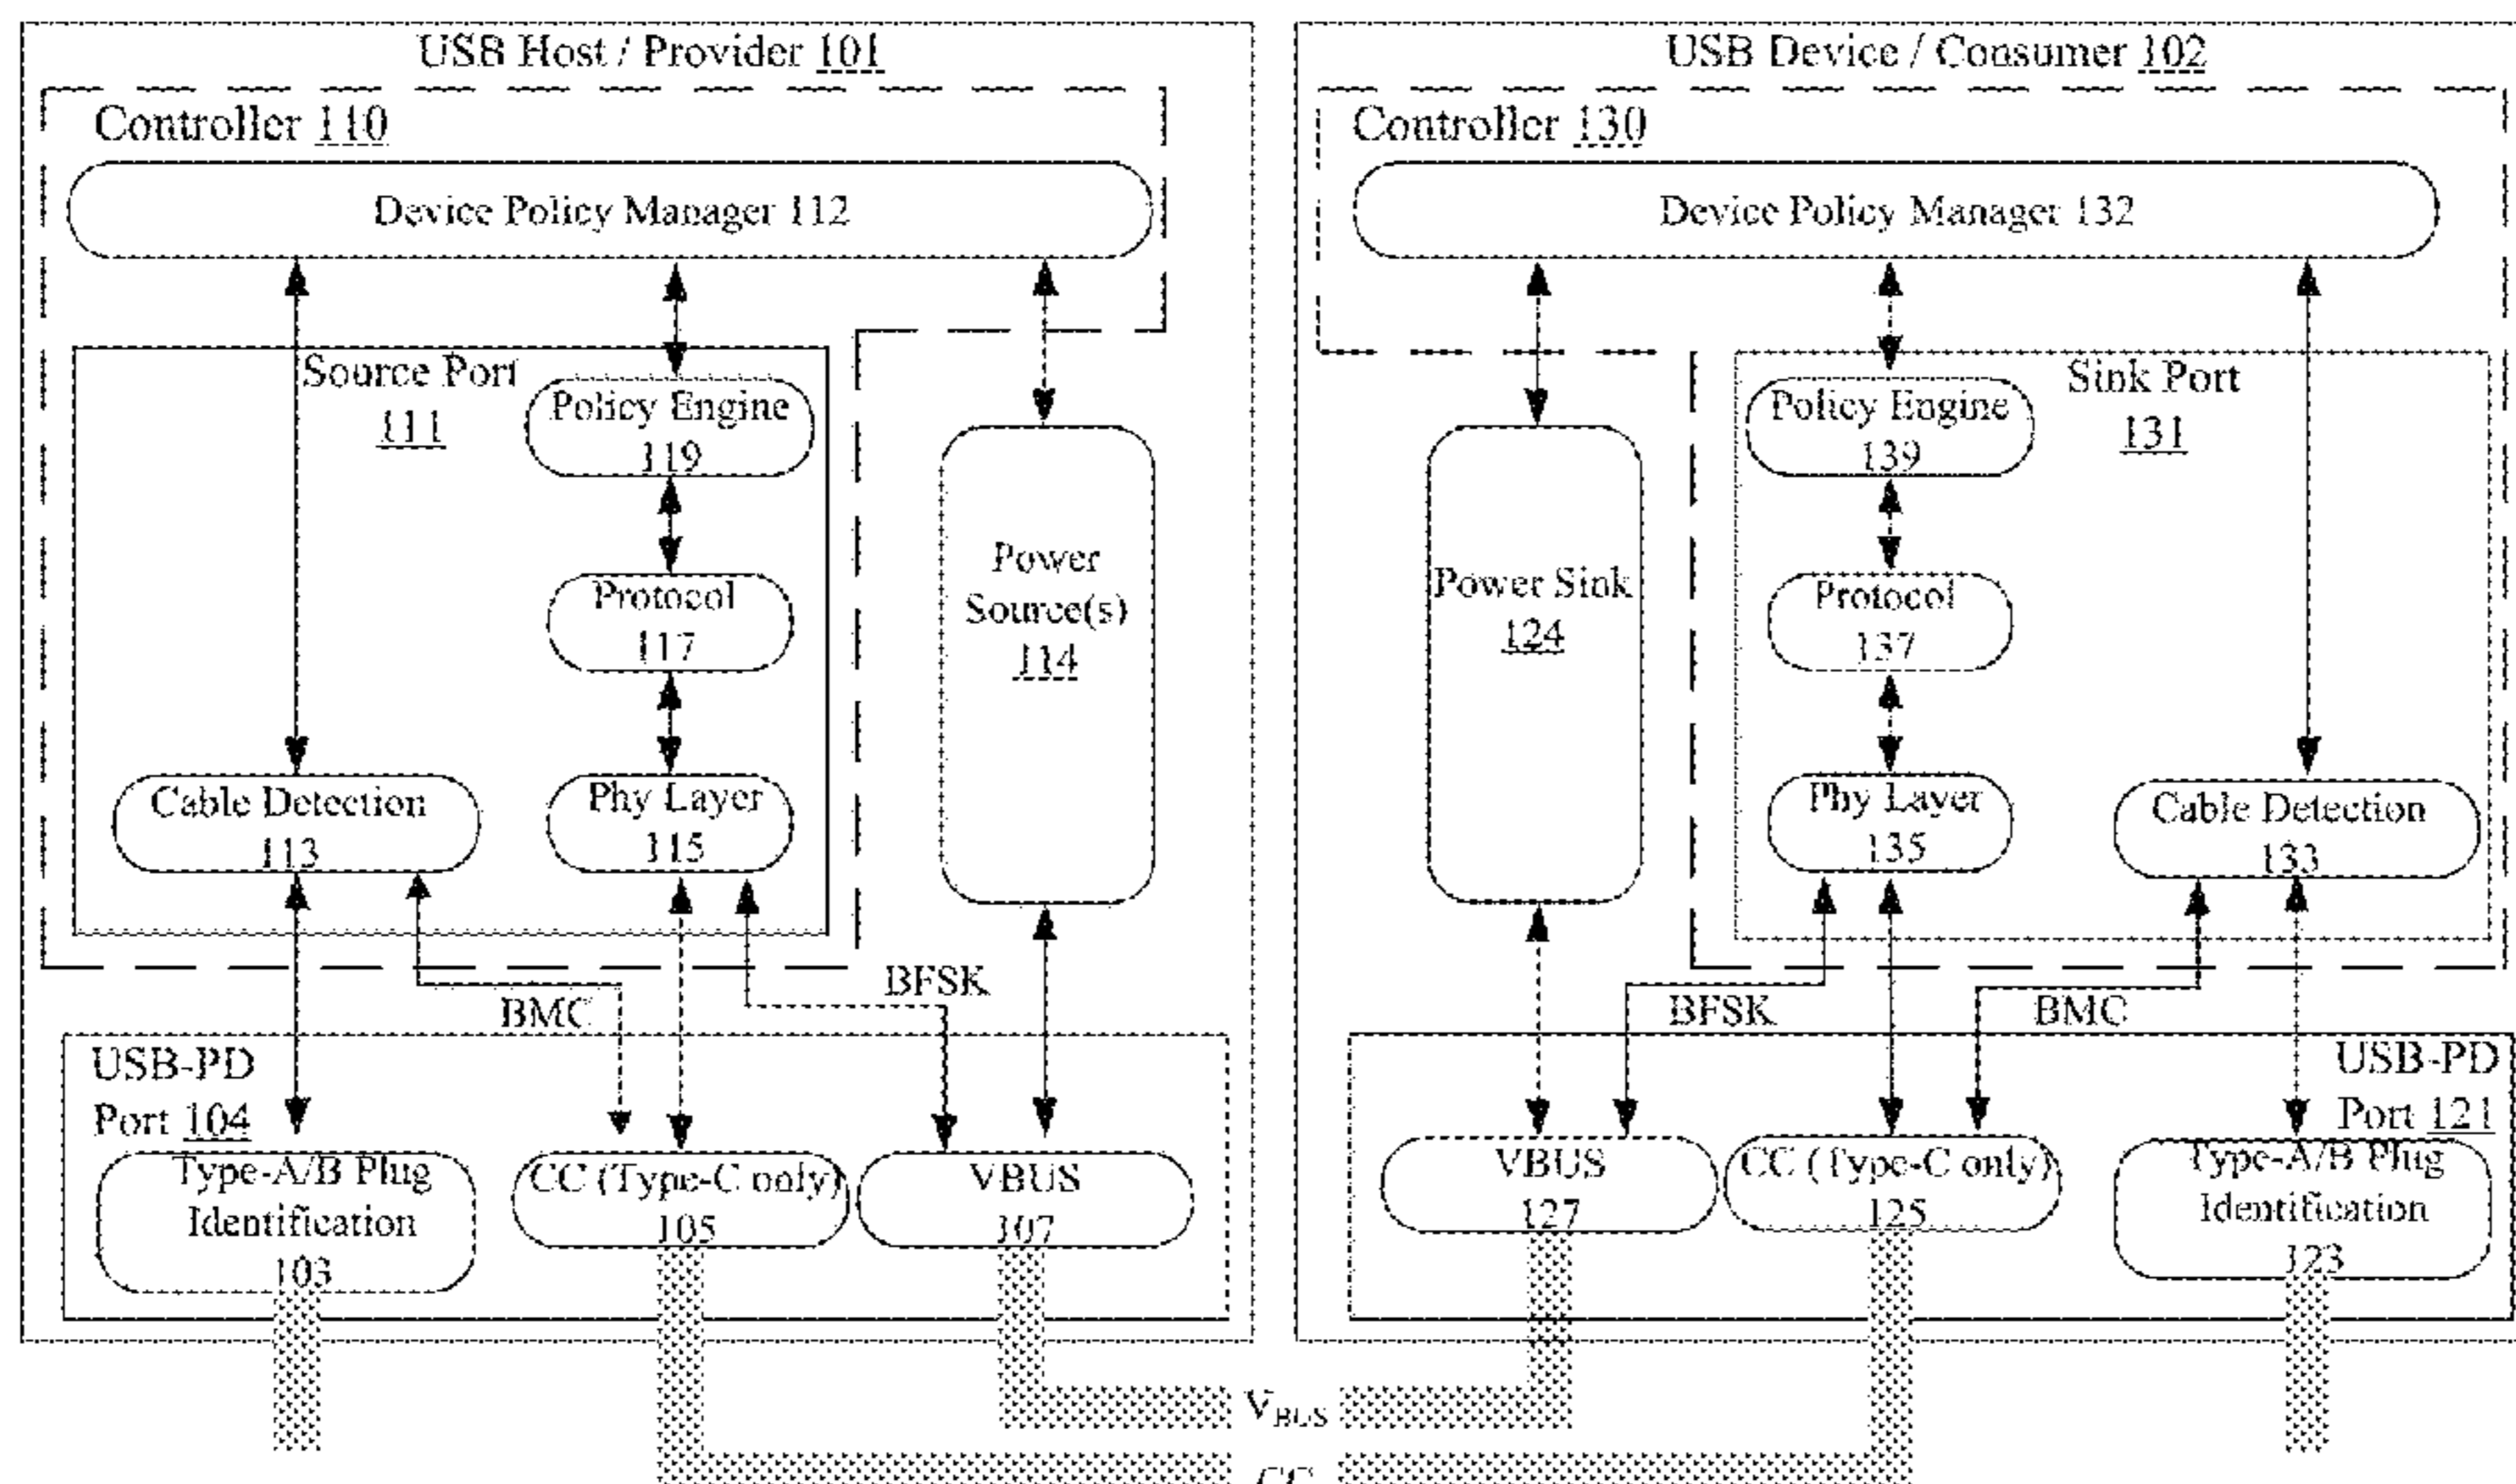 USB Host / Provider 101
Controller 110
Device Policy Manager 112
Source Port
111
Policy Engine
119
Protocol
117
Power
Source(s)
114
Cable Detection
113
Phy Layer
115
BFSK
BMC
USB-PD
Port 104
Type-A/B Plug
Identification
103
CC (Type-C only)
105
VBUS
107
USB Device / Consumer 102
Controller 130
Device Policy Manager 132
Power Sink
124
Policy Engine
139
Sink Port
131
Protocol
137
Phy Layer
135
Cable Detection
133
BFSK
BMC
USB-PD
Port 121
VBUS
127
CC (Type-C only)
125
Type-A/B Plug
Identification
123
VBUS
CC